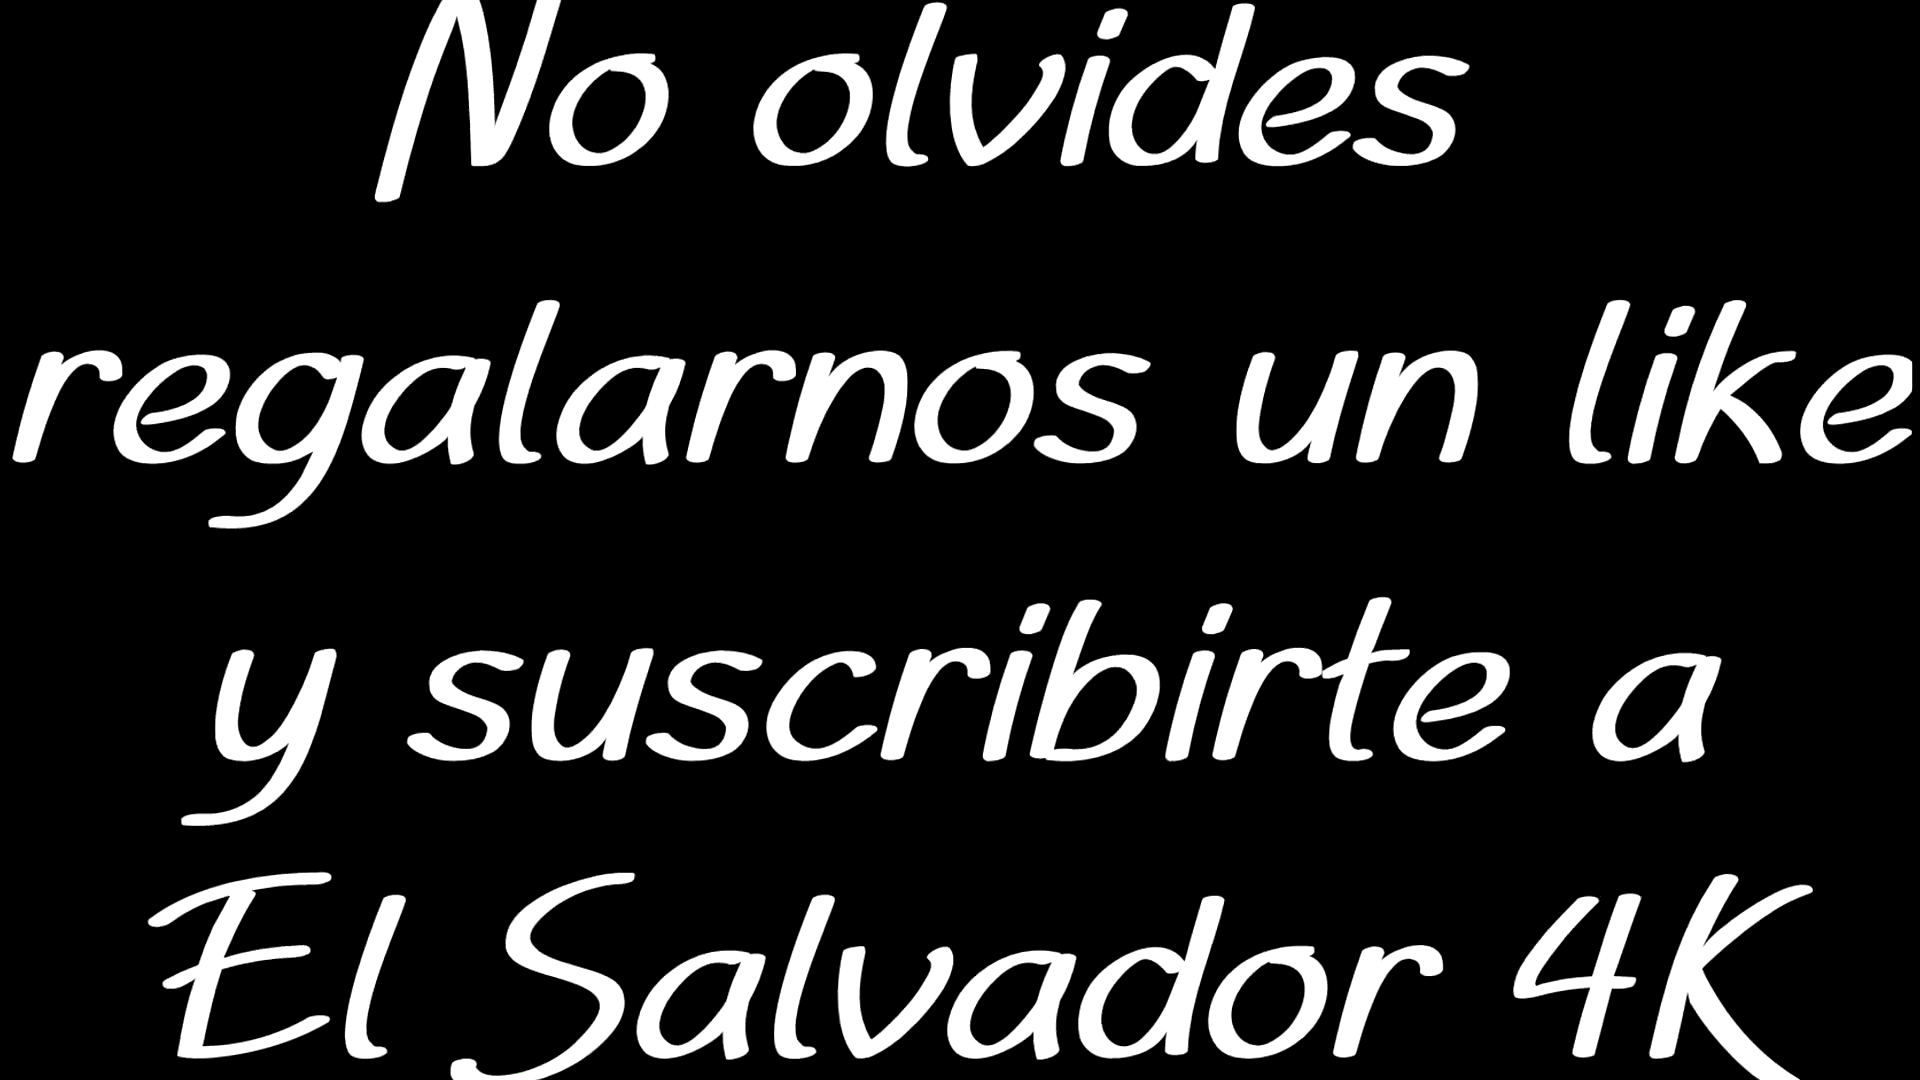 No olvides
regalarnos un like
y suscribirte a
El Salvador 4K